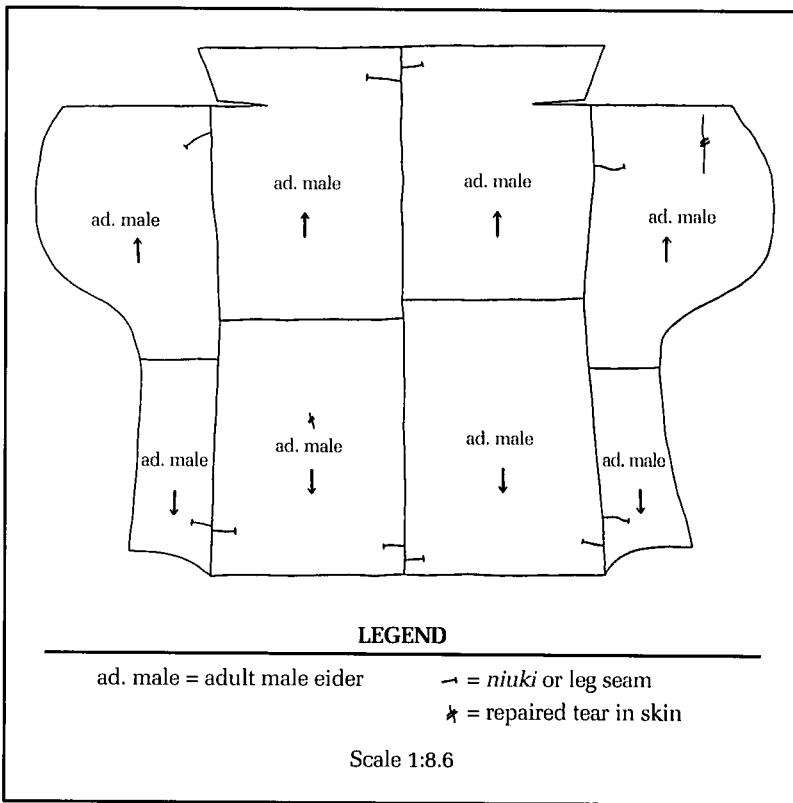 ad. male
ad. male
ad. male
ad. male
ad. male
ad. male
ad. male
ad. male
LEGEND
ad. male = adult male eider
= niuki or leg seam
= repaired tear in skin
Scale 1:8.6